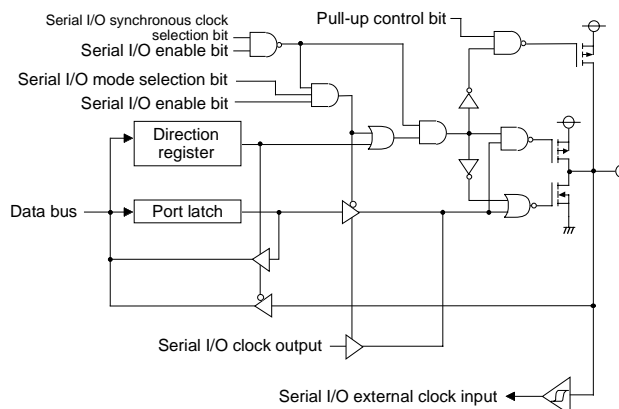 Serial I/O synchronous clock
selection bit
Serial I/O enable bit
Pull-up control bit
Serial I/O mode selection bit
Serial I/O enable bit
Direction
register
Data bus
Port latch
Serial I/O clock output
Serial I/O external clock input